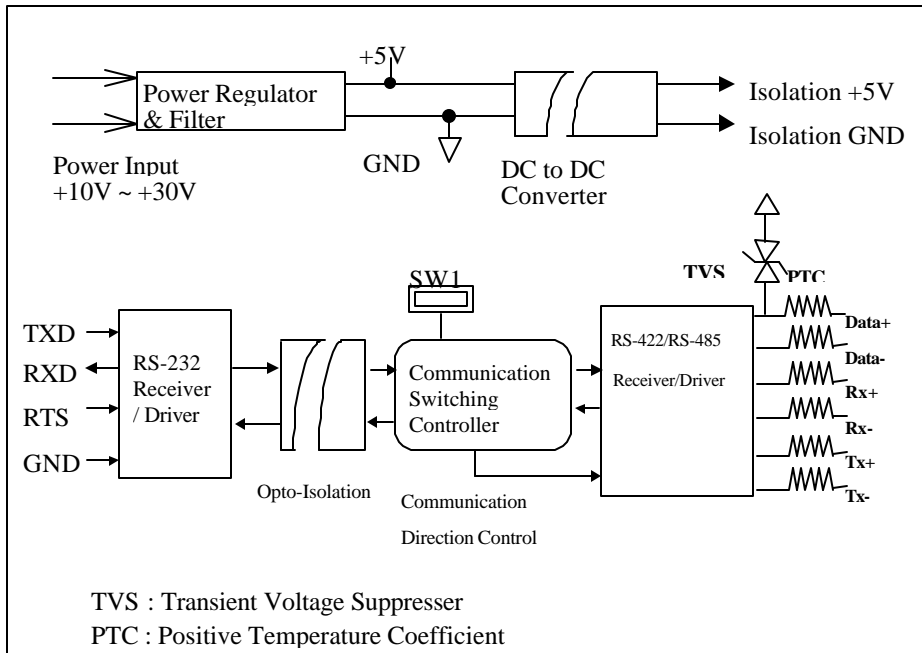 +5V
Power Regulator
& Filter
Isolation +5V
Isolation GND
GND
Power Input
+10V ~ +30V
DC to DC
Converter
TVS
PTC
SW1
TXD
RXD
RTS
GND
RS-232
Receiver
/ Driver
Communication
Switching
Controller
RS-422/RS-485
Receiver/Driver
Data+
Data-
Rx+
Rx-
Tx+
Tx-
Opto-Isolation
Communication
Direction Control
TVS : Transient Voltage Suppresser
PTC : Positive Temperature Coefficient